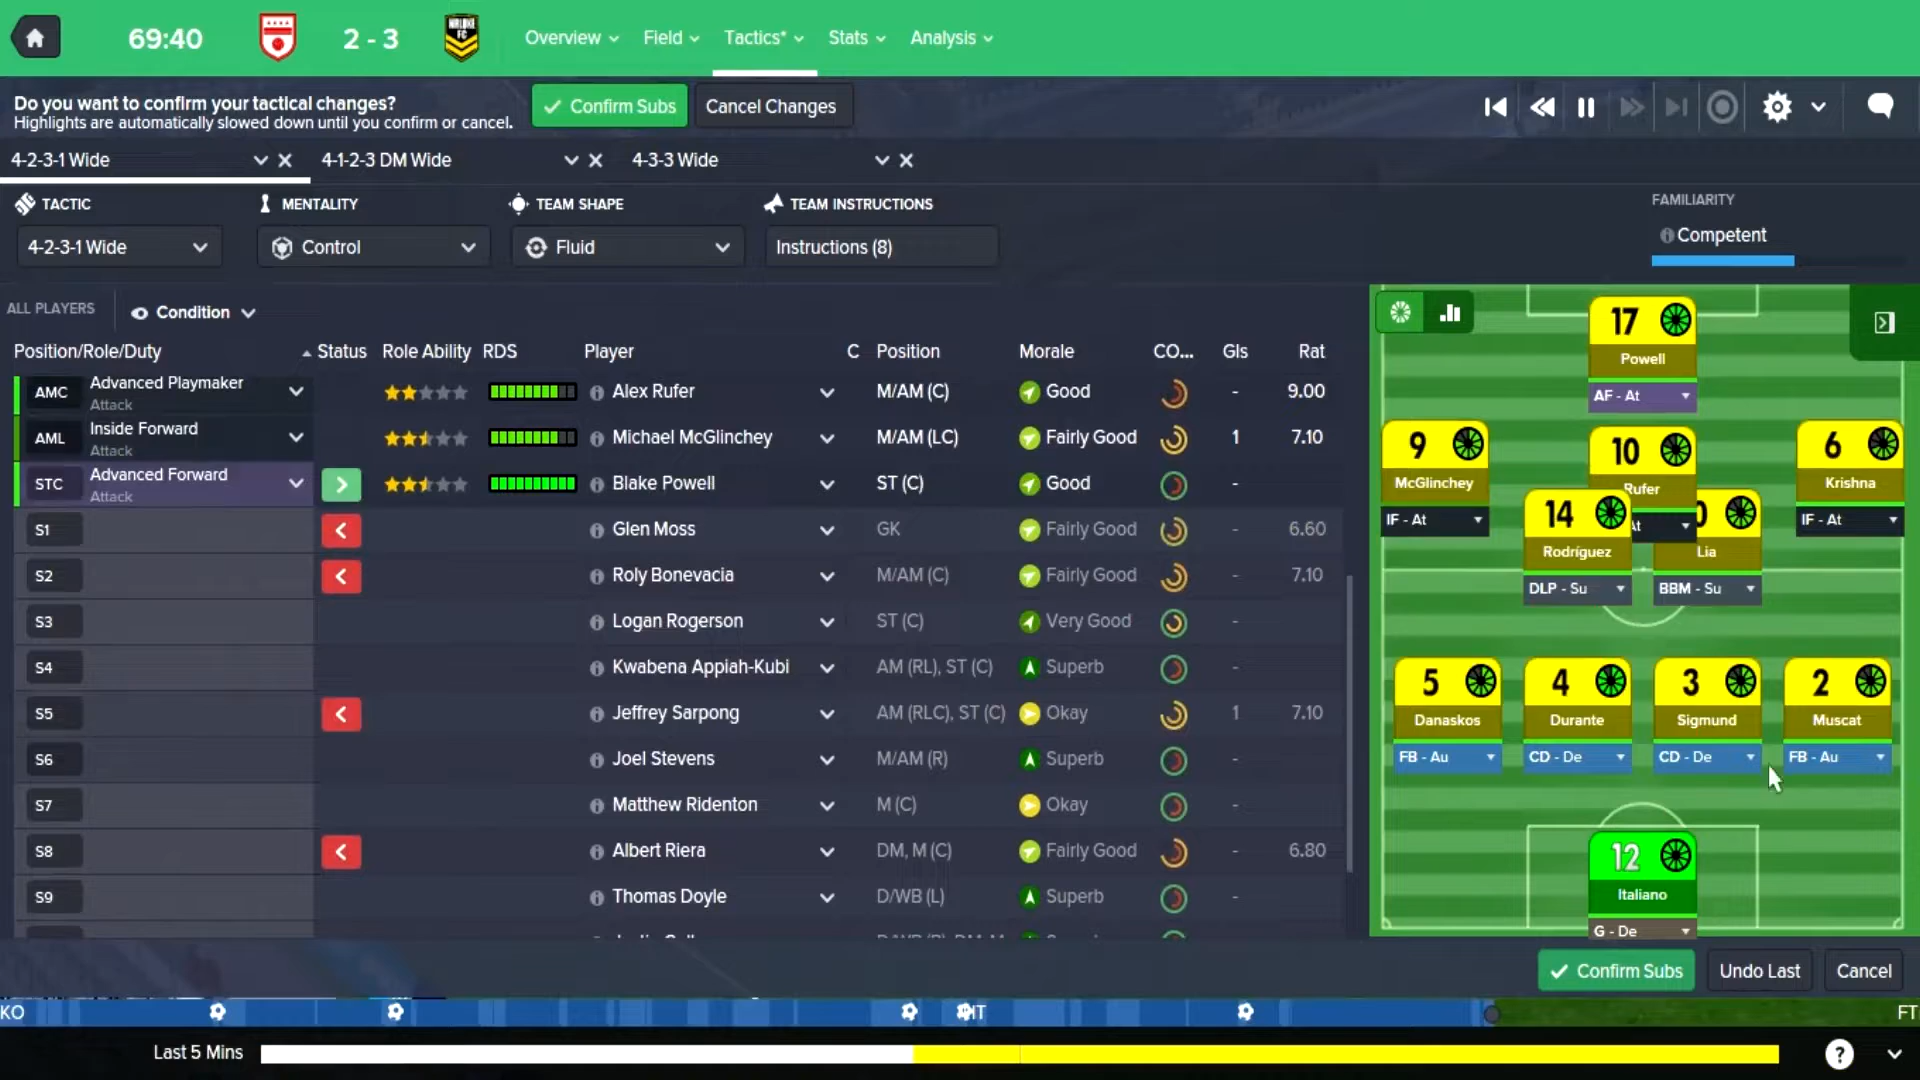 69:40
2 - 3
NRLUKE FC
Overview
Field
Tactics*
Stats
Analysis
Do you want to confirm your tactical changes?
Highlights are automatically slowed down until you confirm or cancel.
Confirm Subs
Cancel Changes
4-2-3-1 Wide
4-1-2-3 DM Wide
4-3-3 Wide
TACTIC
MENTALITY
TEAM SHAPE
TEAM INSTRUCTIONS
4-2-3-1 Wide
Control
Fluid
Instructions (8)
FAMILIARITY
Competent
ALL PLAYERS
Condition
Position/Role/Duty Status Role Ability RDS Player C Position Morale CO... Gls Rat
AMC Advanced Playmaker Attack Alex Rufer M/AM (C) Good - 9.00
AML Inside Forward Attack Michael McGlinchey M/AM (LC) Fairly Good 1 7.10
STC Advanced Forward Attack Blake Powell ST (C) Good -
S1 Glen Moss GK Fairly Good - 6.60
S2 Roly Bonevacia M/AM (C) Fairly Good - 7.10
S3 Logan Rogerson ST (C) Very Good -
S4 Kwabena Appiah-Kubi AM (RL), ST (C) Superb -
S5 Jeffrey Sarpong AM (RLC), ST (C) Okay 1 7.10
S6 Joel Stevens M/AM (R) Superb -
S7 Matthew Ridenton M (C) Okay -
S8 Albert Riera DM, M (C) Fairly Good - 6.80
S9 Thomas Doyle D/WB (L) Superb -
17
Powell
AF - At
9
McGlinchey
IF - At
10
Rufer
At
6
Krishna
IF - At
14
Rodríguez
DLP - Su
0
Lia
BBM - Su
5
Danaskos
FB - Au
4
Durante
CD - De
3
Sigmund
CD - De
2
Muscat
FB - Au
12
Italiano
G - De
Confirm Subs
Undo Last
Cancel
KO
HT
FT
Last 5 Mins
?